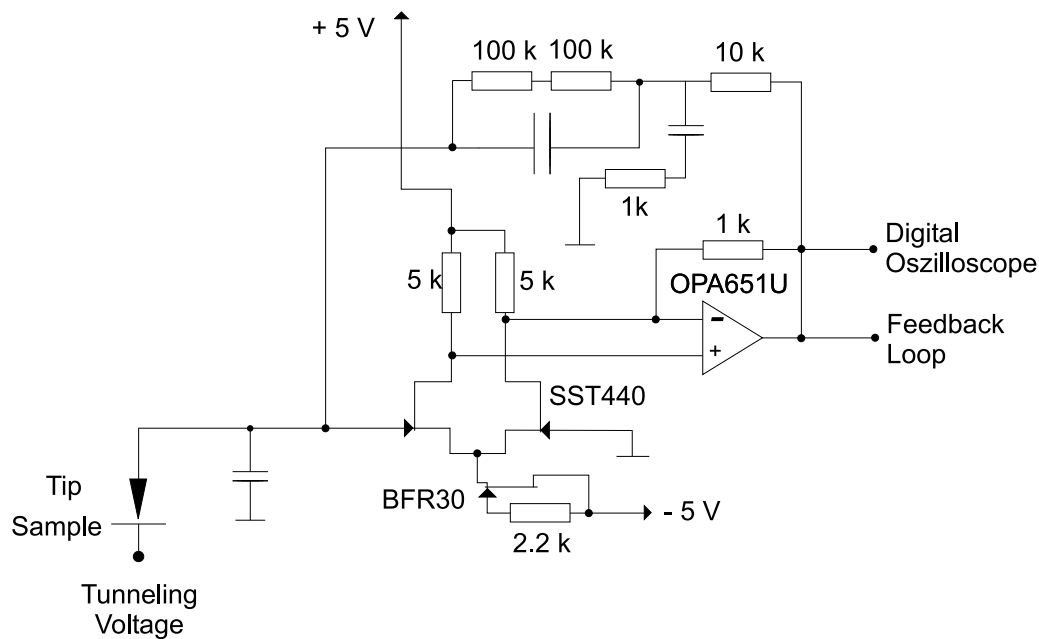 + 5 V
100 k
100 k
10 k
1k
1 k
Digital
Oszilloscope
5 k
5 k
OPA651U
-
+
Feedback
Loop
SST440
Tip
Sample
BFR30
- 5 V
2.2 k
Tunneling
Voltage